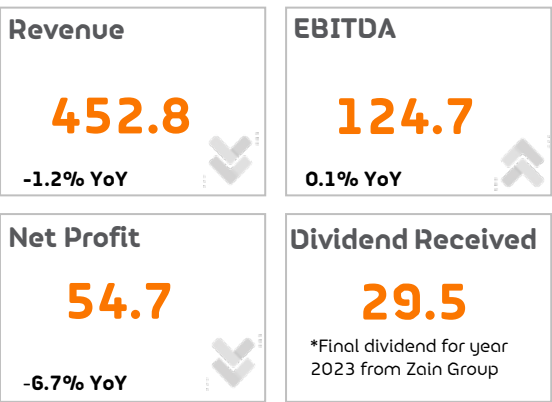 Revenue
452.8
-1.2% YoY
EBITDA
124.7
0.1% YoY
Net Profit
54.7
-6.7% YoY
Dividend Received
29.5
*Final dividend for year
2023 from Zain Group